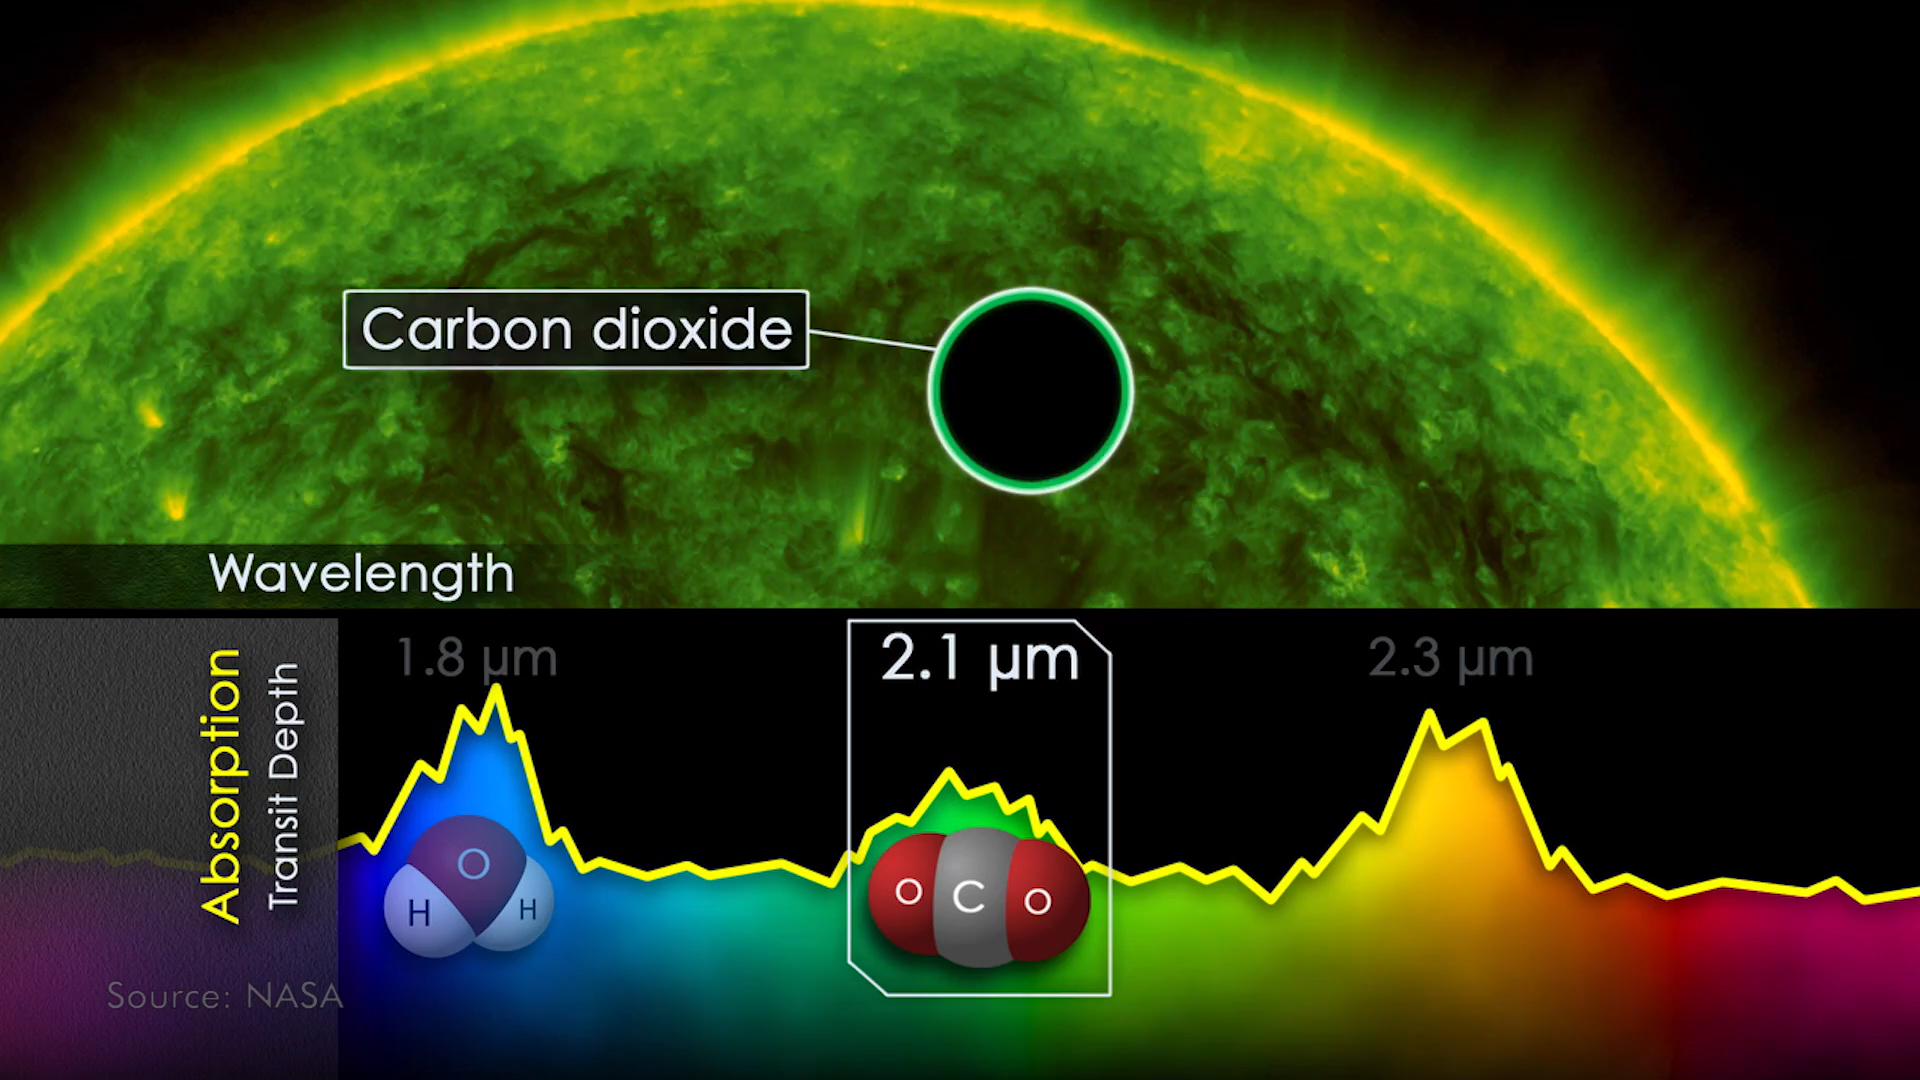 Carbon dioxide
Wavelength
1.8 µm
2.1 µm
2.3 µm
Absorption
Transit Depth
O
H
H
O
C
O
Source: NASA